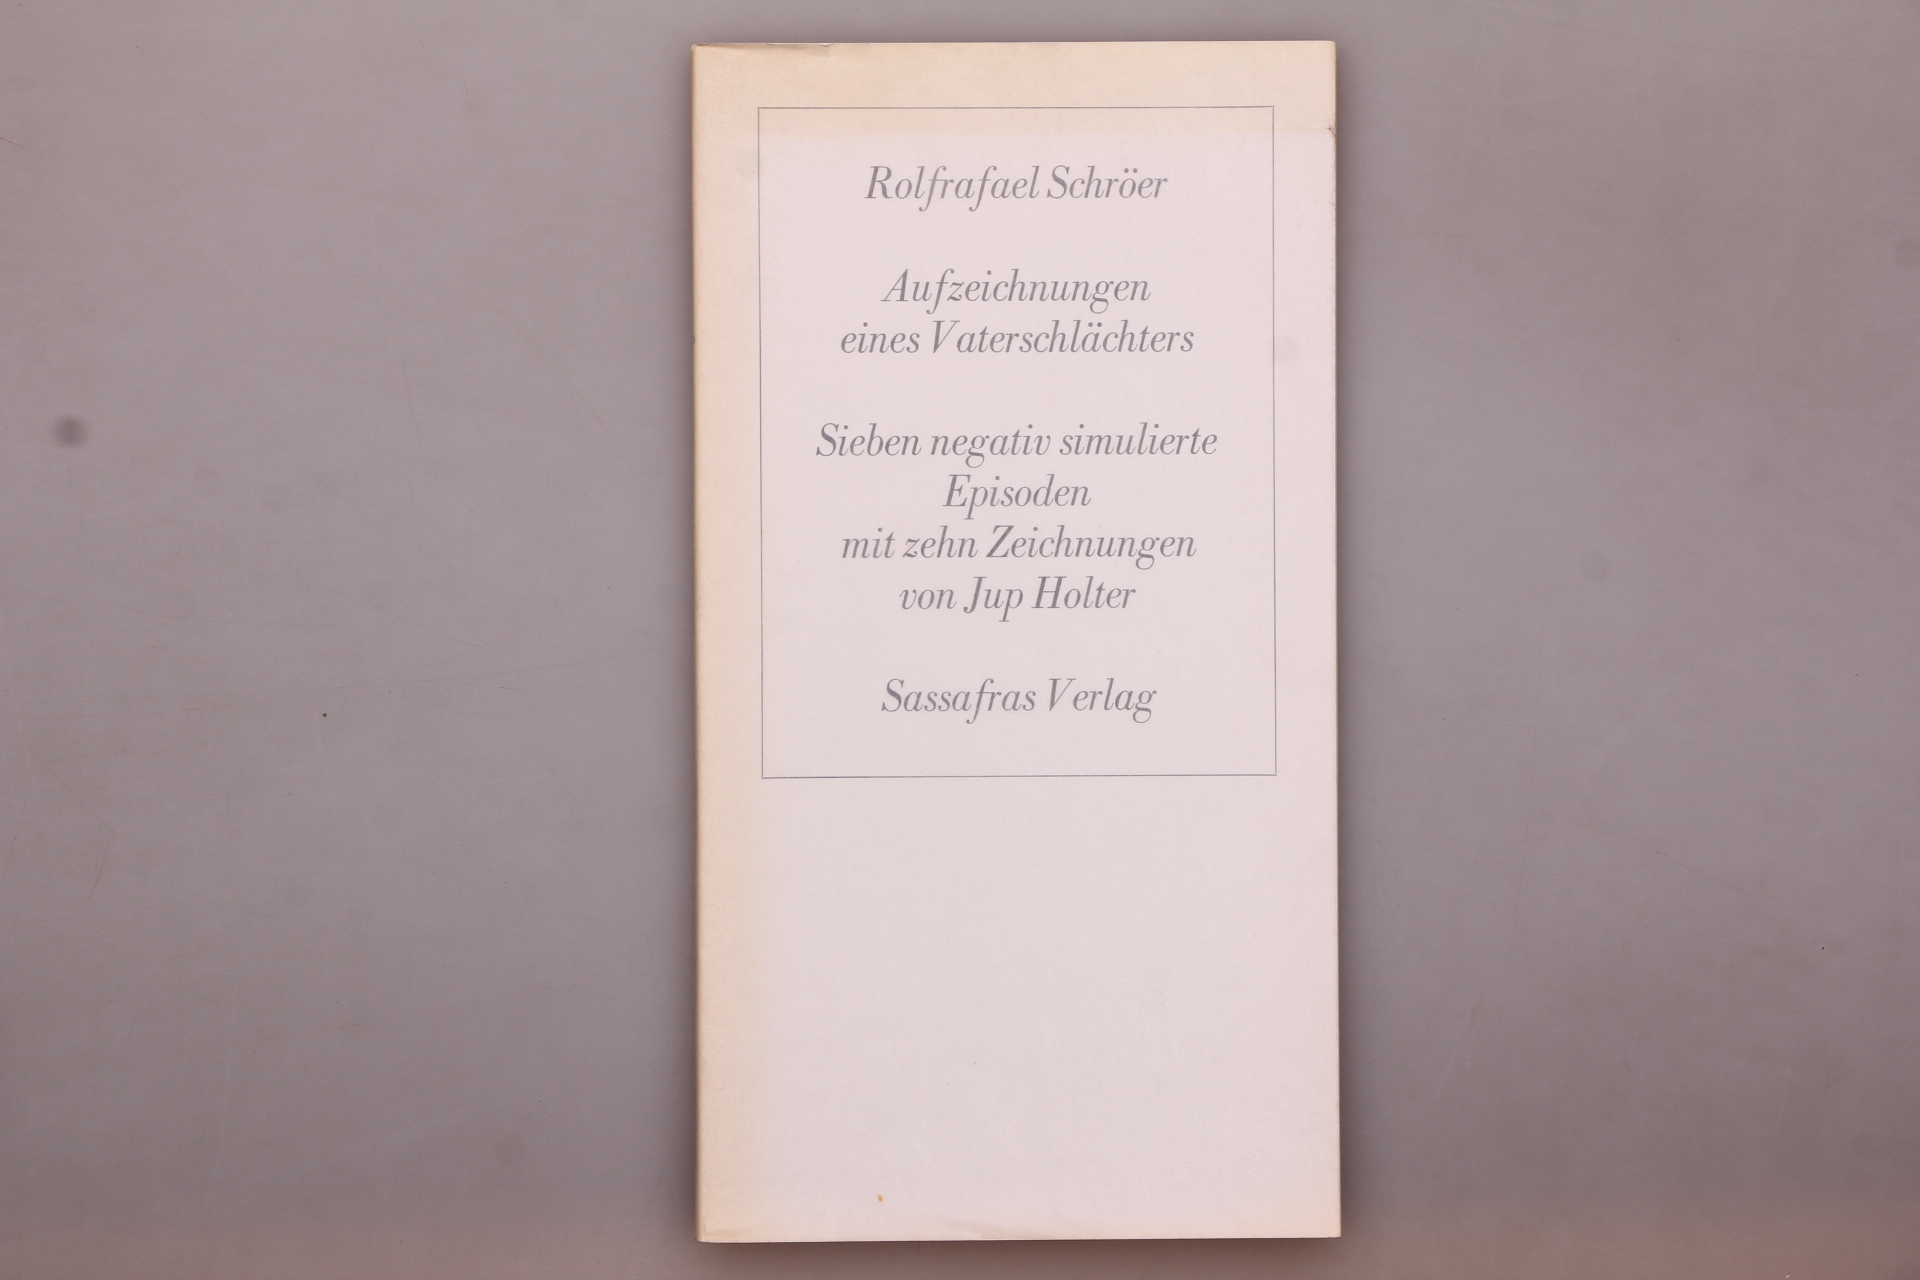 Rolfrafael Schröer
Aufzeichnungen
eines Vaterschlächters
Sieben negativ simulierte
Episoden
mit zehn Zeichnungen
von Jup Holter
Sassafras Verlag